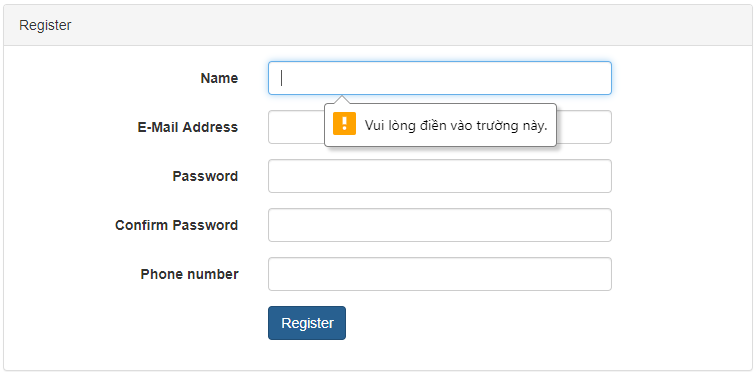 Register
Name
Vui lòng điền vào trường này.
E-Mail Address
Password
Confirm Password
Phone number
Register